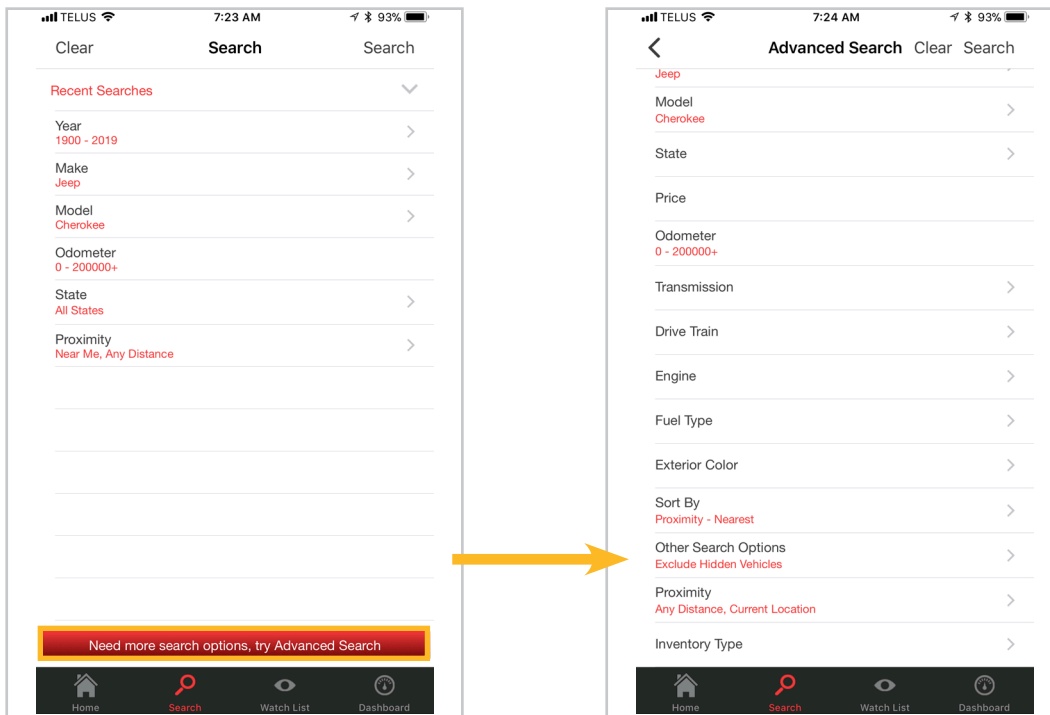 TELUS 7:23 AM 93%
Clear Search Search
Recent Searches
Year
1900 - 2019
Make
Jeep
Model
Cherokee
Odometer
0 - 200000+
State
All States
Proximity
Near Me, Any Distance
Need more search options, try Advanced Search
Home Search Watch List Dashboard
TELUS 7:24 AM 93%
Advanced Search Clear Search
Jeep
Model
Cherokee
State
Price
Odometer
0 - 200000+
Transmission
Drive Train
Engine
Fuel Type
Exterior Color
Sort By
Proximity - Nearest
Other Search Options
Exclude Hidden Vehicles
Proximity
Any Distance, Current Location
Inventory Type
Home Search Watch List Dashboard